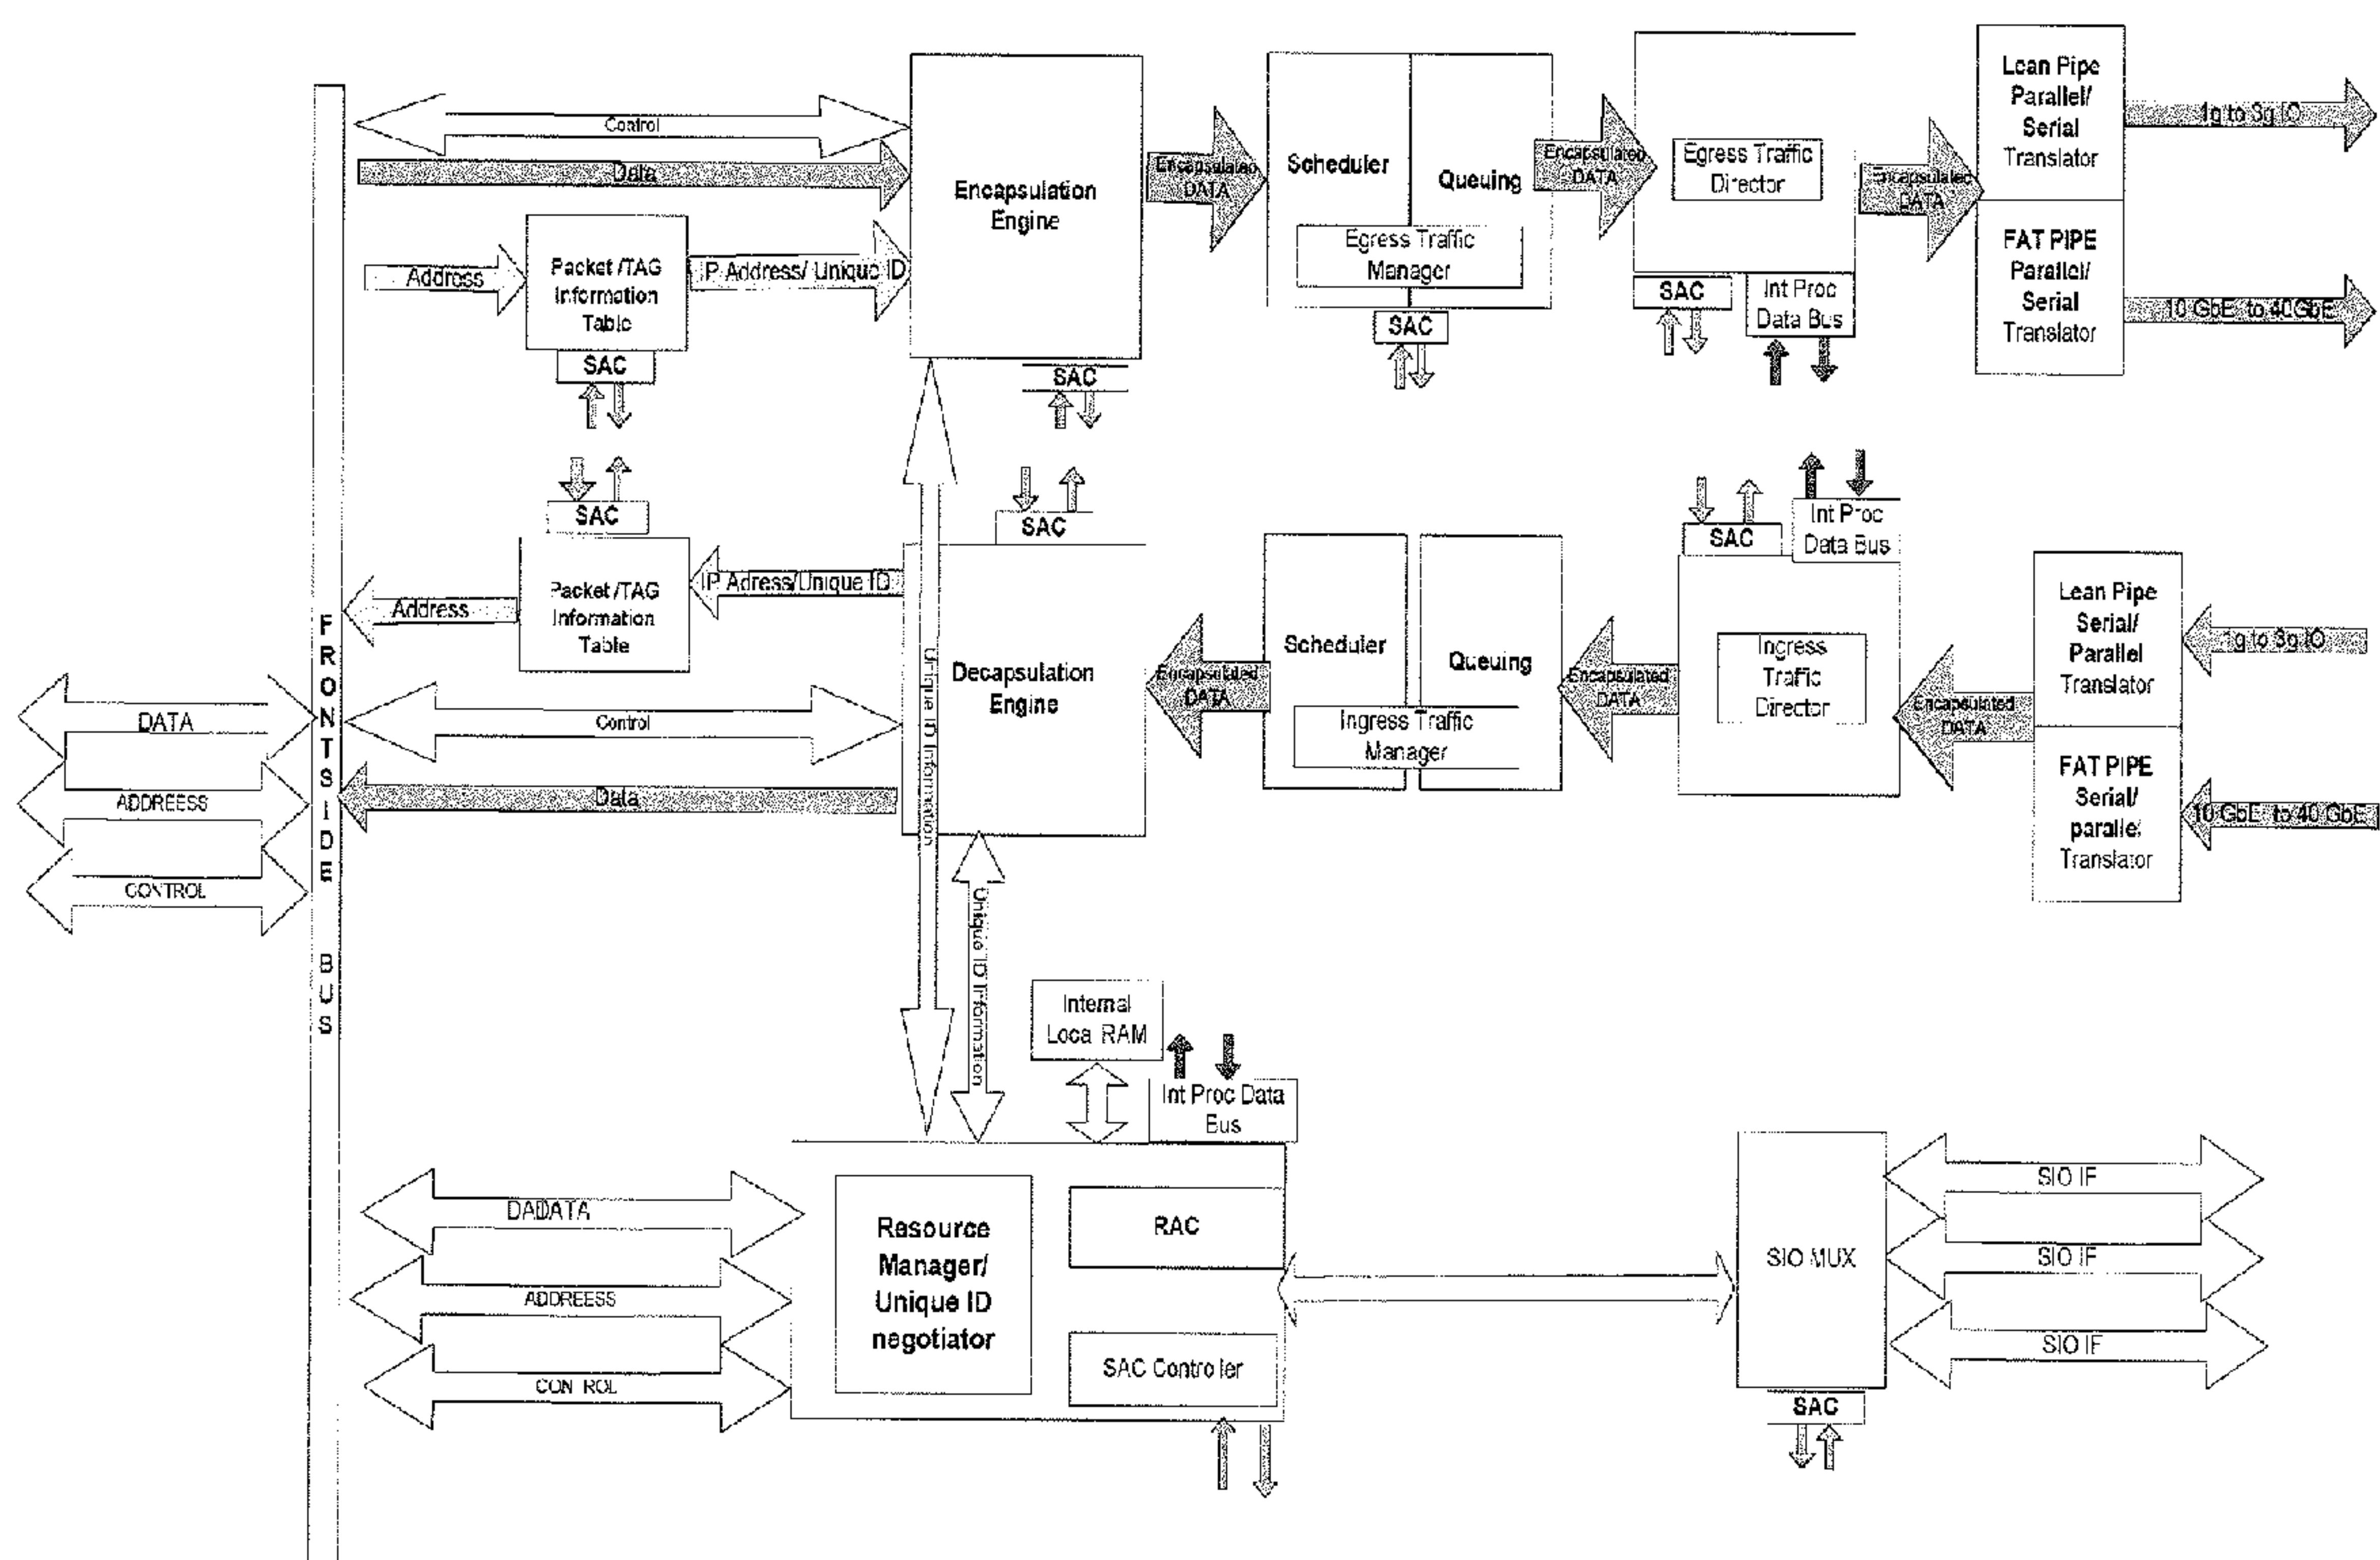 Control
Data
Address
Packet /TAG
Information
Table
SAC
IP Address/ Unique ID
Encapsulation
Engine
SAC
Encapsulated
DATA
Scheduler
Queuing
Egress Traffic
Manager
SAC
Encapsulated
DATA
Egress Traffic
Director
SAC
Int Proc
Data Bus
Encapsulated
DATA
Lean Pipe
Parallel/
Serial
Translator
FAT PIPE
Parallel/
Serial
Translator
1g to 3g IO
10 GbE to 40GbE
SAC
Packet /TAG
Information
Table
Address
IP Adress/Unique ID
Control
Data
SAC
Decapsulation
Engine
Encapsulated
DATA
Scheduler
Queuing
Ingress Traffic
Manager
Encapsulated
DATA
SAC
Int Proc
Data Bus
Ingress
Traffic
Director
Encapsulated
DATA
Lean Pipe
Serial/
Parallel
Translator
FAT PIPE
Serial/
parallel
Translator
1g to 3g IO
10 GbE to 40 GbE
FRONTSIDE BUS
DATA
ADDREESS
CONTROL
Unique ID Information
Unique ID Information
Internal
Loca RAM
Int Proc Data
Bus
DADATA
ADDREESS
CONTROL
Resource
Manager/
Unique ID
negotiator
RAC
SAC Controller
SIO MUX
SAC
SIO IF
SIO IF
SIO IF